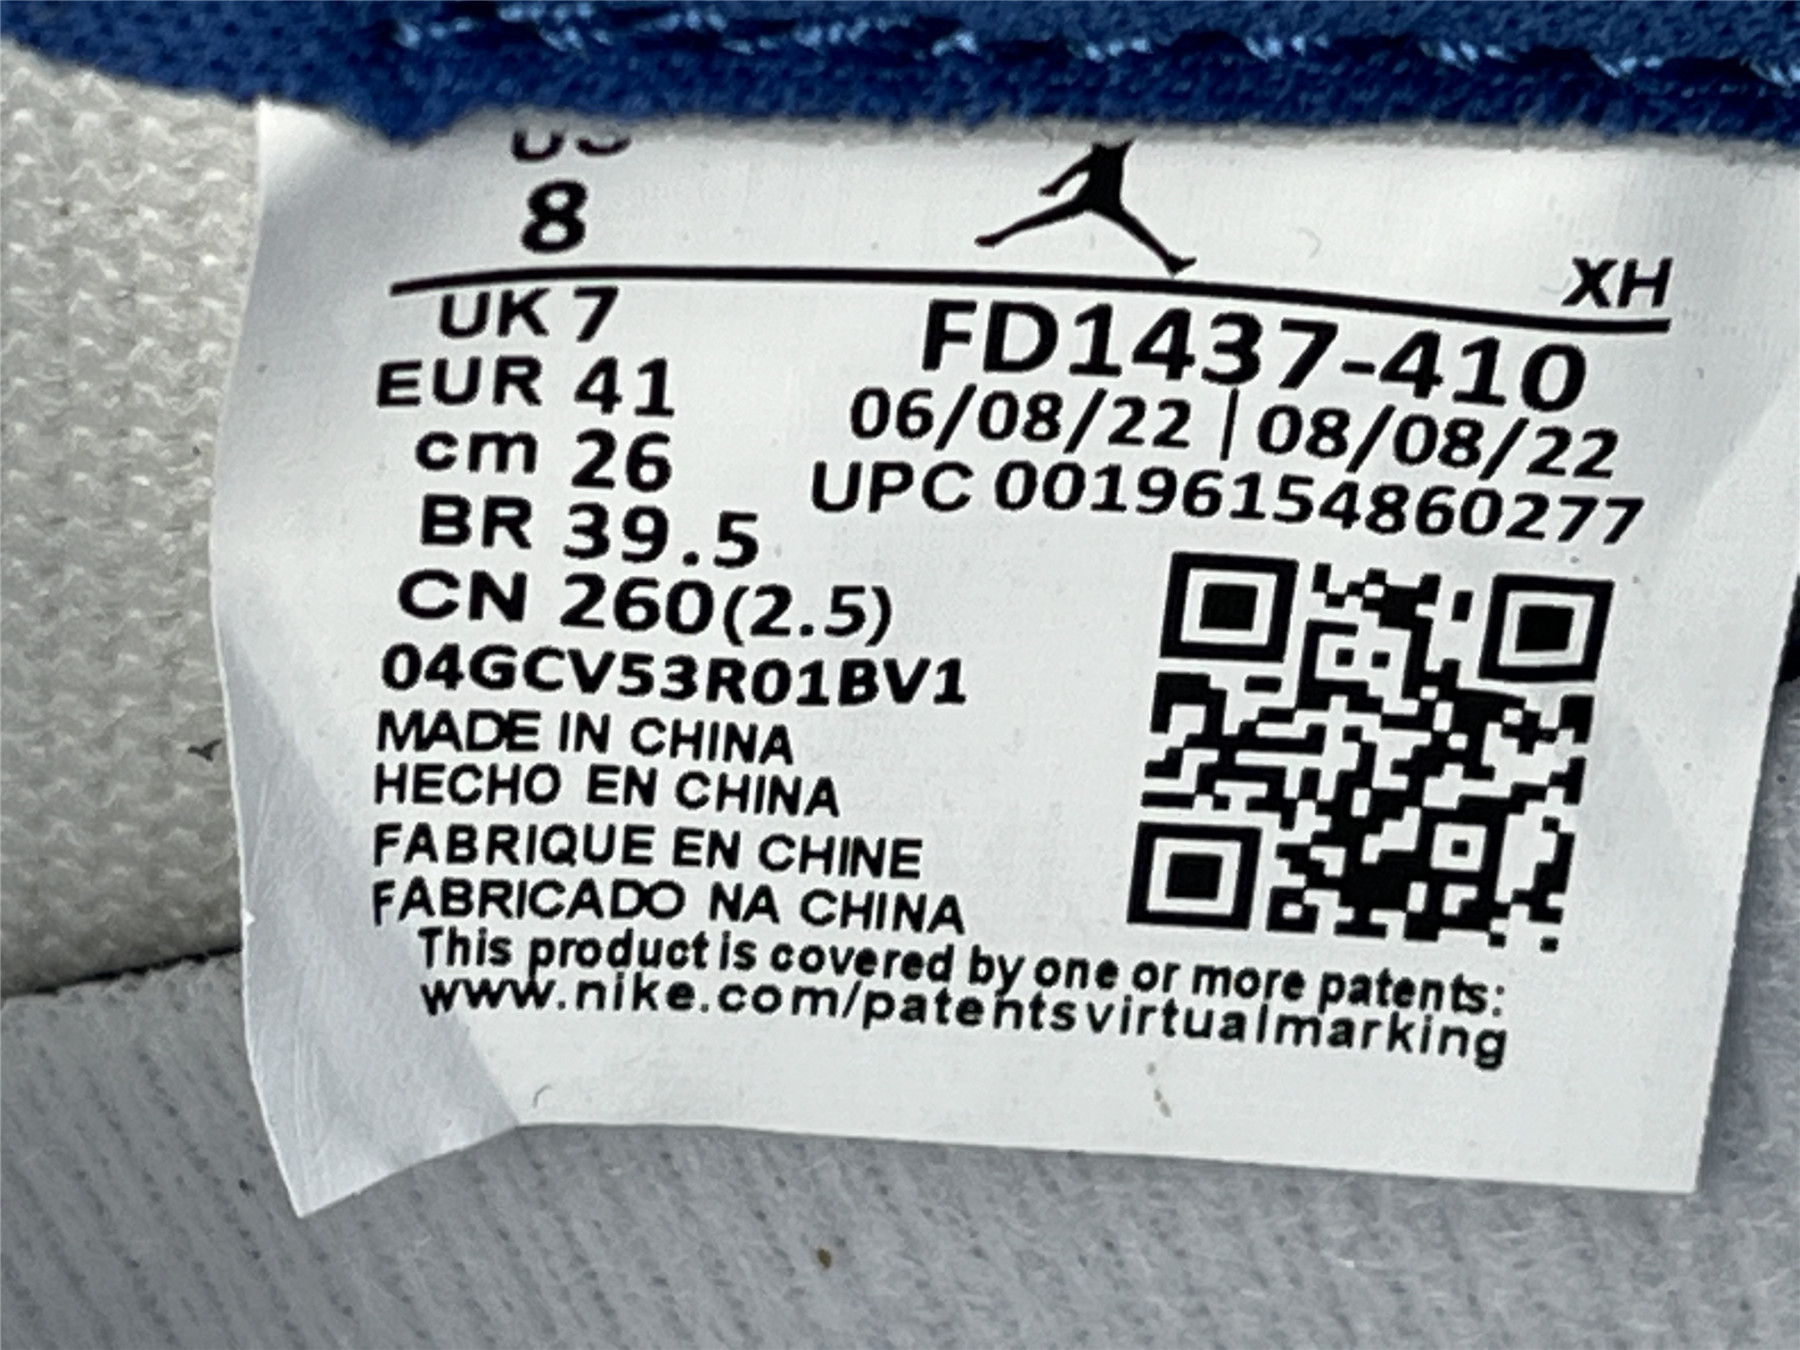 US
8
XH
UK 7
EUR 41
cm 26
BR 39.5
CN 260(2.5)
FD1437-410
06/08/22 | 08/08/22
UPC 00196154860277
04GCV53R01BV1
MADE IN CHINA
HECHO EN CHINA
FABRIQUE EN CHINE
FABRICADO NA CHINA
This product is covered by one or more patents:
www.nike.com/patentsvirtualmarking